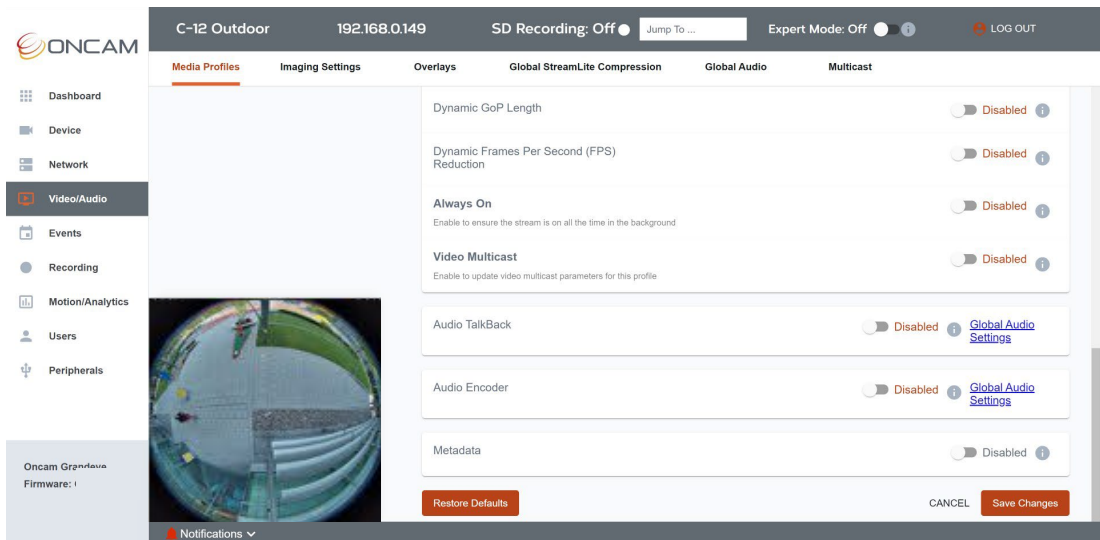 ONCAM
C-12 Outdoor
192.168.0.149
SD Recording: Off
Jump To ...
Expert Mode: Off
LOG OUT
Media Profiles
Imaging Settings
Overlays
Global StreamLite Compression
Global Audio
Multicast
Dashboard
Device
Network
Video/Audio
Events
Recording
Motion/Analytics
Users
Peripherals
Firmware:
Oncam
Dynamic GoP Length
Disabled
Dynamic Frames Per Second (FPS)
Reduction
Disabled
Always On
Enable to ensure the stream is on all the time in the background
Disabled
Video Multicast
Enable to update video multicast parameters for this profile
Disabled
Audio TalkBack
Disabled
Global Audio
Settings
Audio Encoder
Disabled
Global Audio
Settings
Metadata
Disabled
Restore Defaults
CANCEL
Save Changes
Notifications